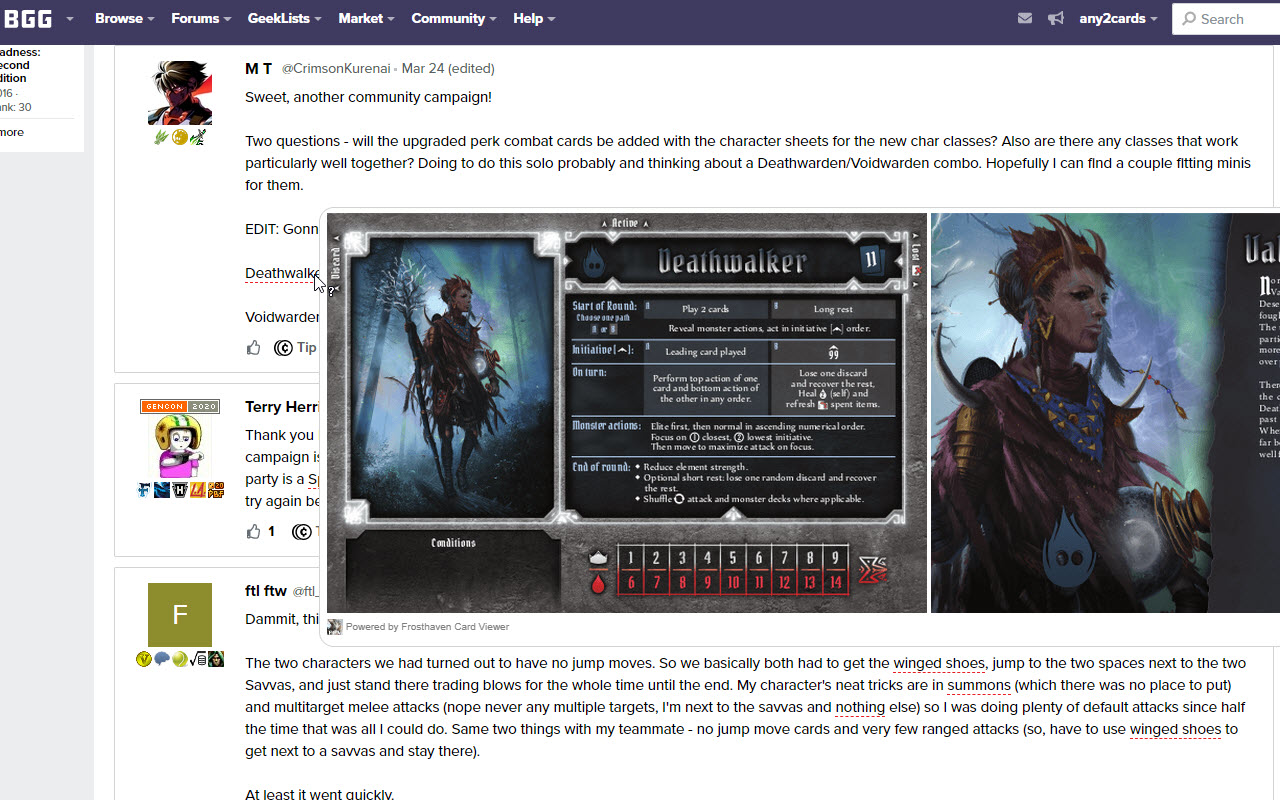 BGG Browse Forums GeekLists Market Community Help any2cards Search
adness:
econd
dition
016 ·
nk: 30
more
M T @CrimsonKurenai · Mar 24 (edited)
Sweet, another community campaign!
Two questions - will the upgraded perk combat cards be added with the character sheets for the new char classes? Also are there any classes that work
particularly well together? Doing to do this solo probably and thinking about a Deathwarden/Voidwarden combo. Hopefully I can find a couple fitting minis
for them.
EDIT: Gonn
Deathwalke
Voidwarden
Tip
Active
Discard
Lost
Deathwalker
11
Start of Round:
Choose one path
or
Play 2 cards
Long rest
Reveal monster actions, act in initiative [ ] order.
Initiative [ ]:
Leading card played
99
On turn:
Perform top action of one
card and bottom action of
the other in any order.
Lose one discard
and recover the rest,
Heal (self) and
refresh spent items.
Monster actions:
Elite first, then normal in ascending numerical order.
Focus on ① closest, ② lowest initiative.
Then move to maximize attack on focus.
End of round:
◆ Reduce element strength.
◆ Optional short rest: lose one random discard and recover
the rest.
◆ Shuffle attack and monster decks where applicable.
Conditions
1 2 3 4 5 6 7 8 9
6 7 8 9 10 11 12 13 14
Powered by Frosthaven Card Viewer
GENCON 2020
Terry Herri
Thank you
campaign is
party is a Sp
try again be
1
F
ftl ftw @ftl_
Dammit, thi
The two characters we had turned out to have no jump moves. So we basically both had to get the winged shoes, jump to the two spaces next to the two
Savvas, and just stand there trading blows for the whole time until the end. My character's neat tricks are in summons (which there was no place to put)
and multitarget melee attacks (nope never any multiple targets, I'm next to the savvas and nothing else) so I was doing plenty of default attacks since half
the time that was all I could do. Same two things with my teammate - no jump move cards and very few ranged attacks (so, have to use winged shoes to
get next to a savvas and stay there).
At least it went quickly.